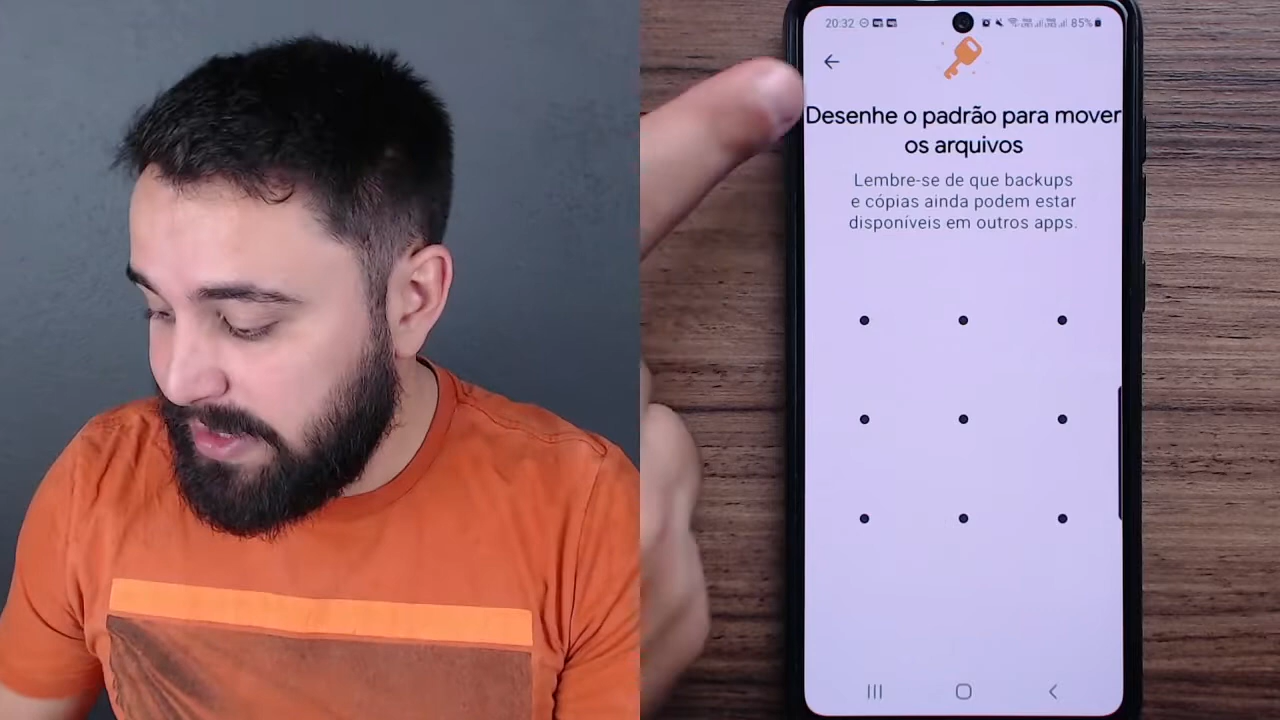 20:32
85%
Desenhe o padrão para mover
os arquivos
Lembre-se de que backups
e cópias ainda podem estar
disponíveis em outros apps.